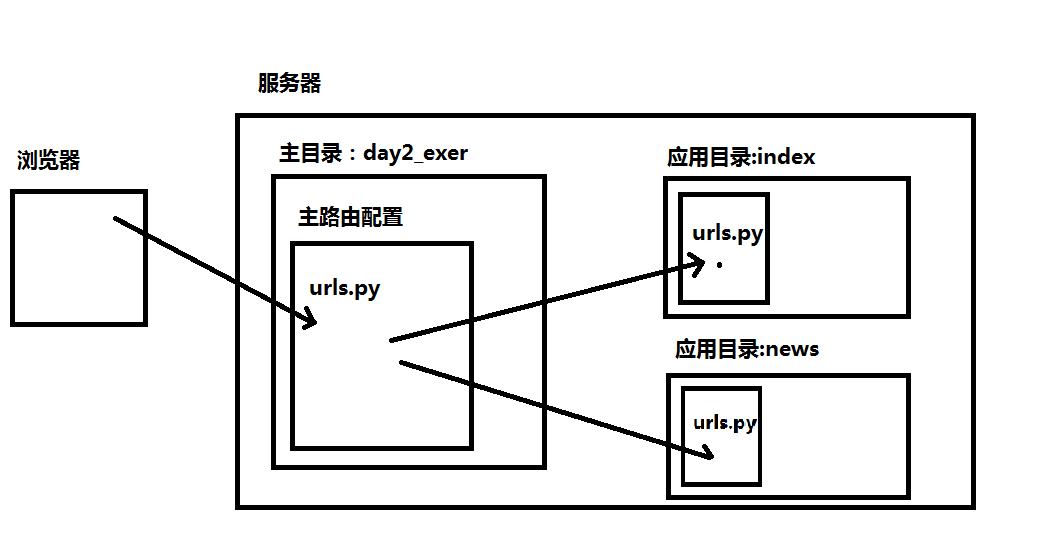 服务器
浏览器
主目录：day2_exer
主路由配置
urls.py
应用目录:index
urls.py
应用目录:news
urls.py